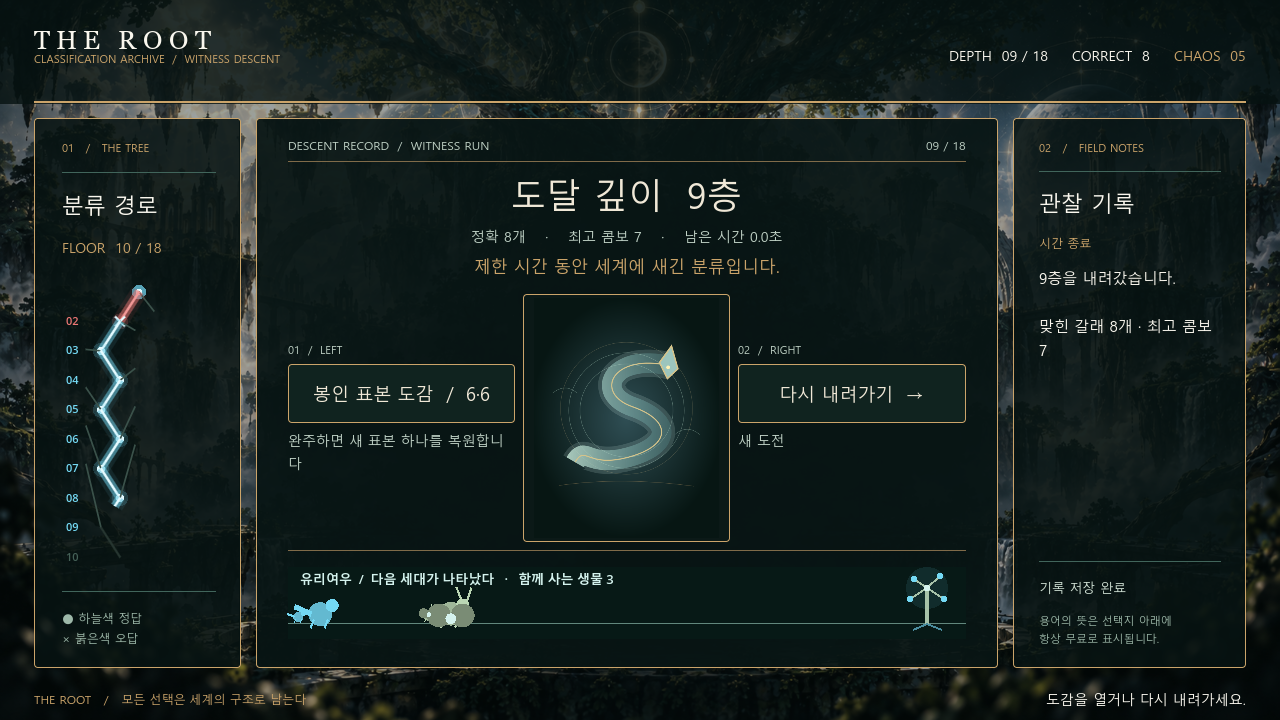 THE ROOT
CLASSIFICATION ARCHIVE / WITNESS DESCENT
DEPTH 09 / 18 CORRECT 8 CHAOS 05
01 / THE TREE
분류 경로
FLOOR 10 / 18
02
03
04
05
06
07
08
09
10
● 하늘색 정답
× 붉은색 오답
DESCENT RECORD / WITNESS RUN 09 / 18
도달 깊이 9층
정확 8개 · 최고 콤보 7 · 남은 시간 0.0초
제한 시간 동안 세계에 새긴 분류입니다.
01 / LEFT
봉인 표본 도감 / 6·6
완주하면 새 표본 하나를 복원합니
다
02 / RIGHT
다시 내려가기 →
새 도전
유리여우 / 다음 세대가 나타났다 · 함께 사는 생물 3
02 / FIELD NOTES
관찰 기록
시간 종료
9층을 내려갔습니다.
맞힌 갈래 8개 · 최고 콤보
7
기록 저장 완료
용어의 뜻은 선택지 아래에
항상 무료로 표시됩니다.
THE ROOT / 모든 선택은 세계의 구조로 남는다
도감을 열거나 다시 내려가세요.